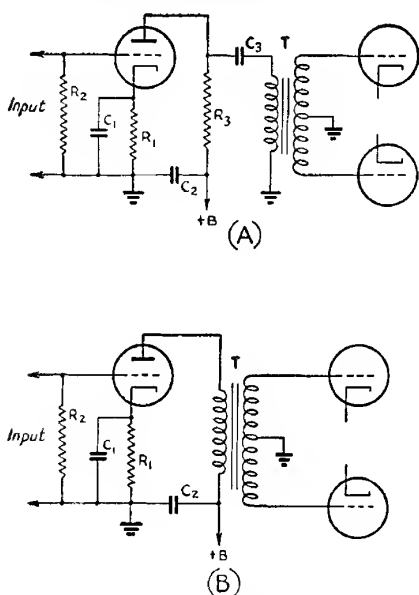 C3
T
R2
Input
C1
R1
R3
C2
+B
(A)
T
R2
Input
C1
R1
C2
+B
(B)